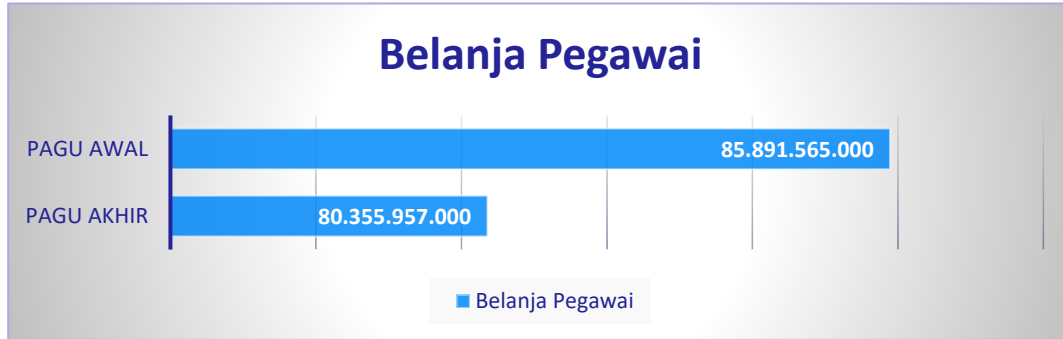 Belanja Pegawai
PAGU AWAL
85.891.565.000
PAGU AKHIR
80.355.957.000
Belanja Pegawai